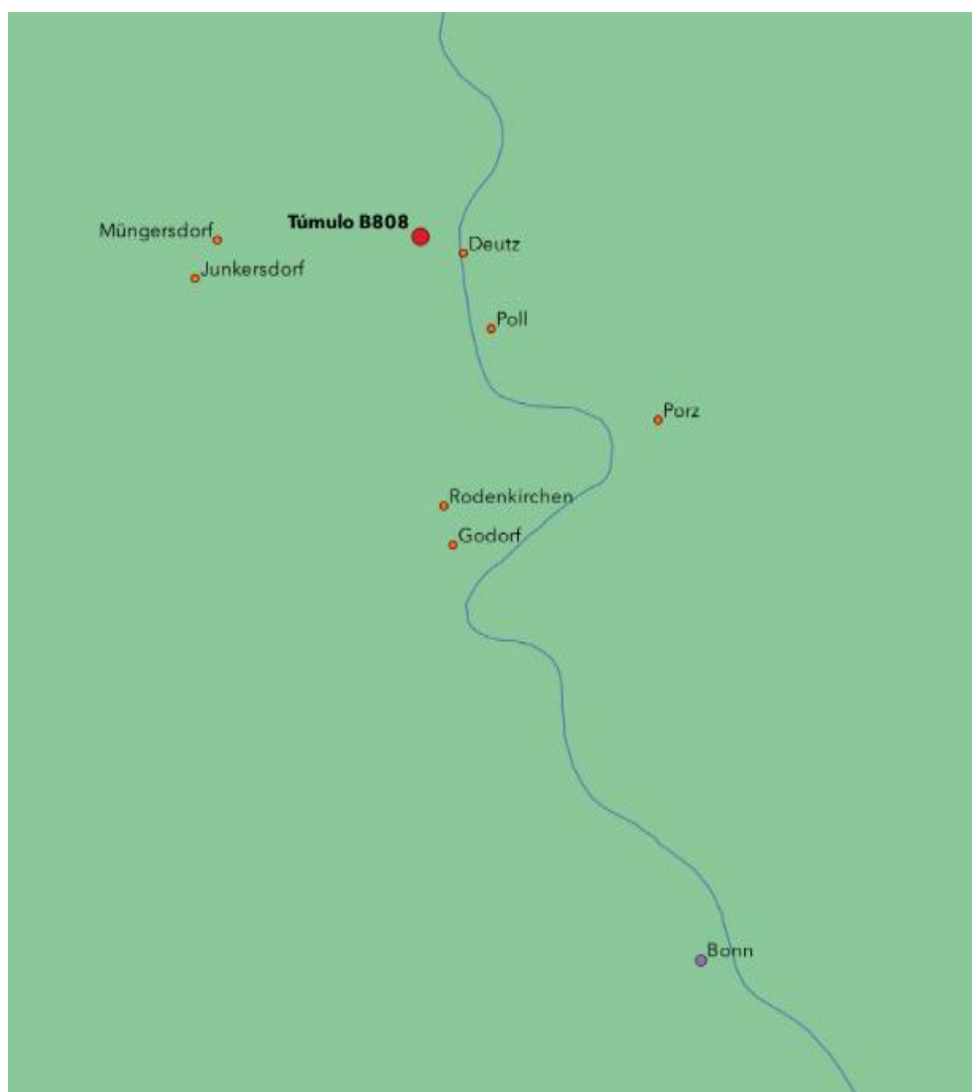 Túmulo B808
Müngersdorf
Deutz
Junkersdorf
Poll
Porz
Rodenkirchen
Godorf
Bonn